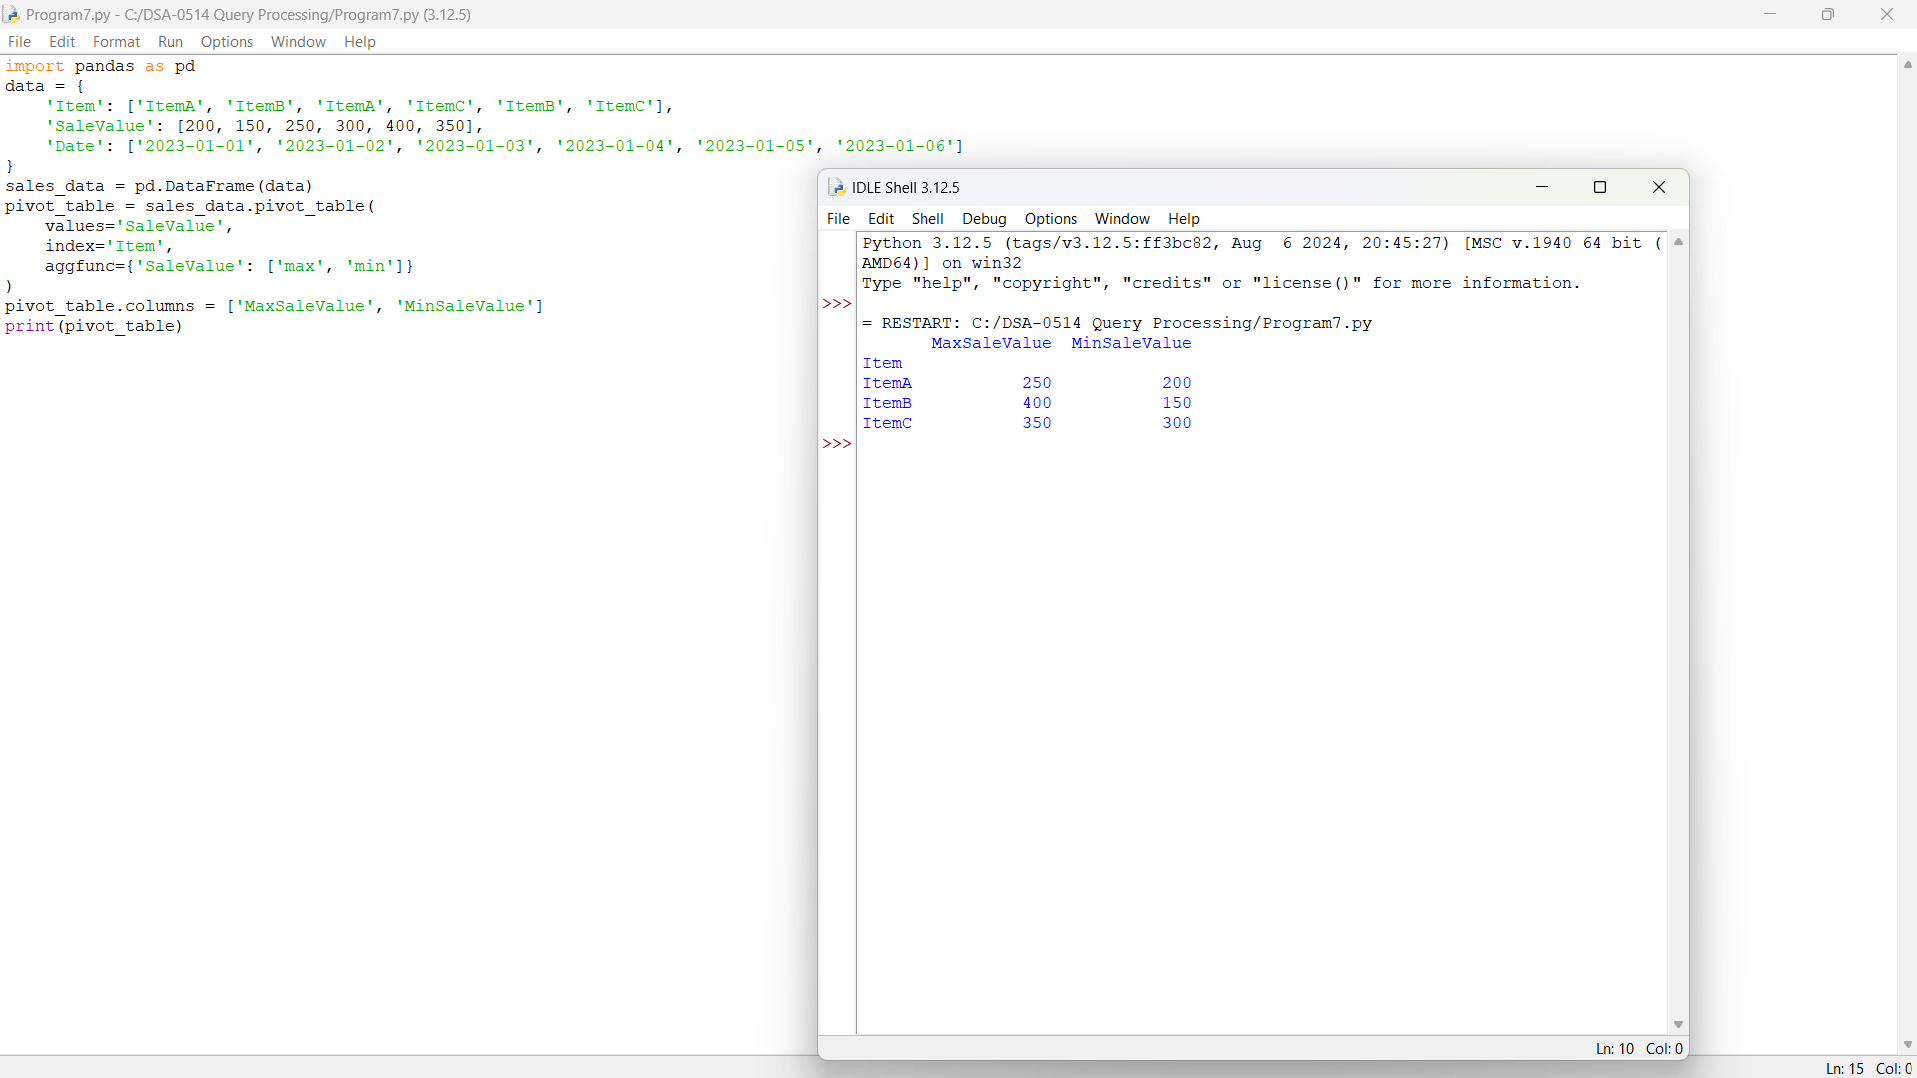 Program7.py - C:/DSA-0514 Query Processing/Program7.py (3.12.5)
File Edit Format Run Options Window Help
import pandas as pd
data = {
    'Item': ['ItemA', 'ItemB', 'ItemA', 'ItemC', 'ItemB', 'ItemC'],
    'SaleValue': [200, 150, 250, 300, 400, 350],
    'Date': ['2023-01-01', '2023-01-02', '2023-01-03', '2023-01-04', '2023-01-05', '2023-01-06']
}
sales_data = pd.DataFrame(data)
pivot_table = sales_data.pivot_table(
    values='SaleValue',
    index='Item',
    aggfunc={'SaleValue': ['max', 'min']}
)
pivot_table.columns = ['MaxSaleValue', 'MinSaleValue']
print(pivot_table)
IDLE Shell 3.12.5
File Edit Shell Debug Options Window Help
Python 3.12.5 (tags/v3.12.5:ff3bc82, Aug  6 2024, 20:45:27) [MSC v.1940 64 bit (
AMD64)] on win32
Type "help", "copyright", "credits" or "license()" for more information.
>>>
= RESTART: C:/DSA-0514 Query Processing/Program7.py
       MaxSaleValue  MinSaleValue
Item
ItemA           250           200
ItemB           400           150
ItemC           350           300
>>>
Ln: 10 Col: 0
Ln: 15 Col: 0